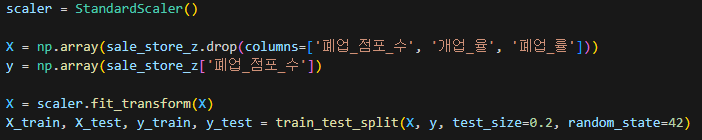 scaler = StandardScaler()
X = np.array(sale_store_z.drop(columns=['폐업_점포_수', '개업_율', '폐업_률']))
y = np.array(sale_store_z['폐업_점포_수'])
X = scaler.fit_transform(X)
X_train, X_test, y_train, y_test = train_test_split(X, y, test_size=0.2, random_state=42)